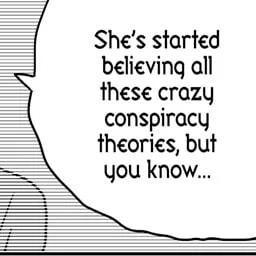 She's started
believing all
these crazy
conspiracy
theories, but
you know...